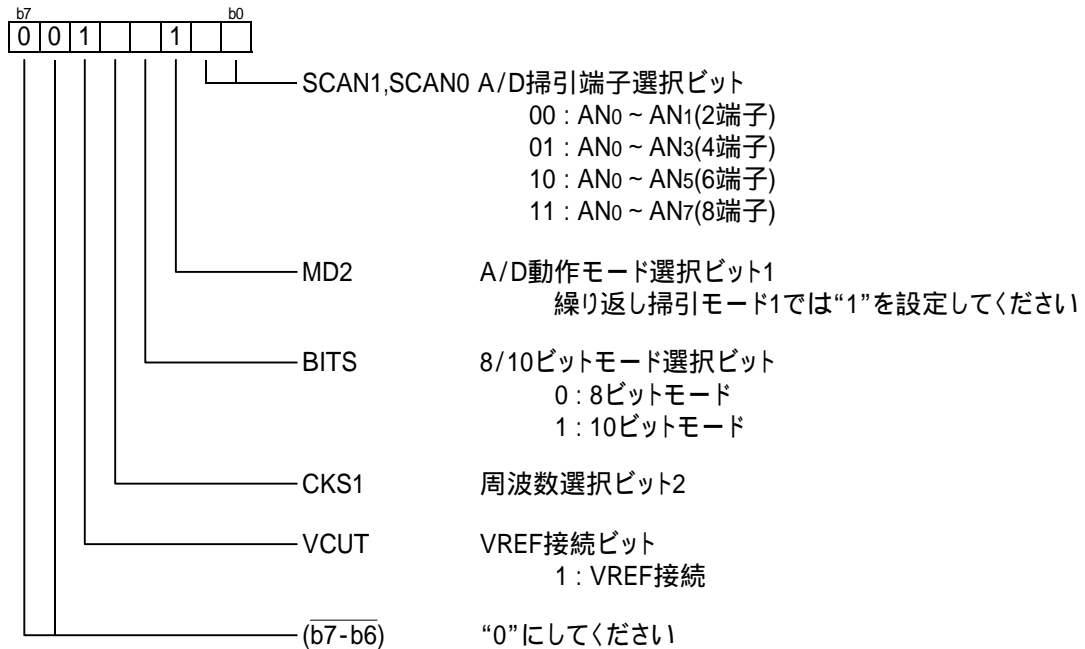 b7 b0
0 0 1 1
SCAN1,SCAN0 A/D掃引端子選択ビット
00 : AN0 ~ AN1(2端子)
01 : AN0 ~ AN3(4端子)
10 : AN0 ~ AN5(6端子)
11 : AN0 ~ AN7(8端子)
MD2 A/D動作モード選択ビット1
繰り返し掃引モード1では“1”を設定してください
BITS 8/10ビットモード選択ビット
0 : 8ビットモード
1 : 10ビットモード
CKS1 周波数選択ビット2
VCUT VREF接続ビット
1 : VREF接続
(b7-b6) “0”にしてください